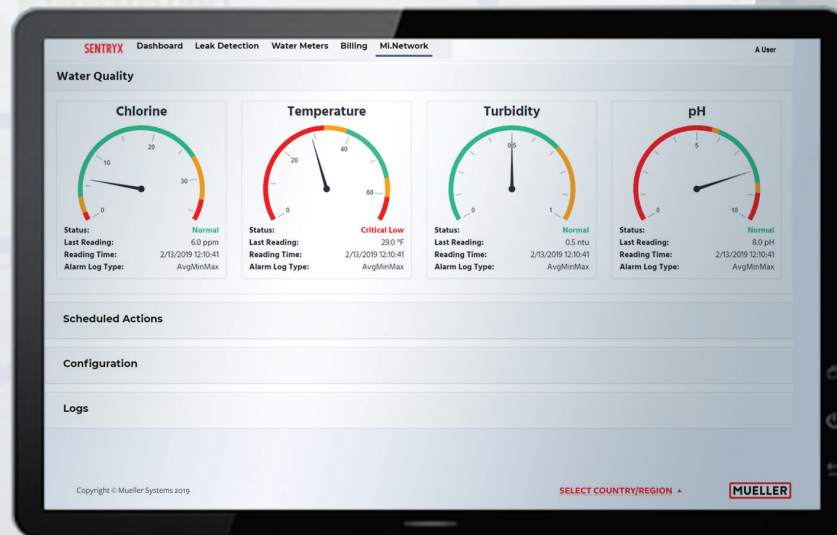 SENTRYX Dashboard Leak Detection Water Meters Billing Mi.Network A User
Water Quality
Chlorine
0
10
20
30
Status: Normal
Last Reading: 6.0 ppm
Reading Time: 2/13/2019 12:10:41
Alarm Log Type: AvgMinMax
Temperature
0
20
40
60
Status: Critical Low
Last Reading: 29.0 °F
Reading Time: 2/13/2019 12:10:41
Alarm Log Type: AvgMinMax
Turbidity
0
0.5
1
Status: Normal
Last Reading: 0.5 ntu
Reading Time: 2/13/2019 12:10:41
Alarm Log Type: AvgMinMax
pH
0
5
10
Status: Normal
Last Reading: 8.0 pH
Reading Time: 2/13/2019 12:10:41
Alarm Log Type: AvgMinMax
Scheduled Actions
Configuration
Logs
Copyright © Mueller Systems 2019 SELECT COUNTRY/REGION ▲ MUELLER